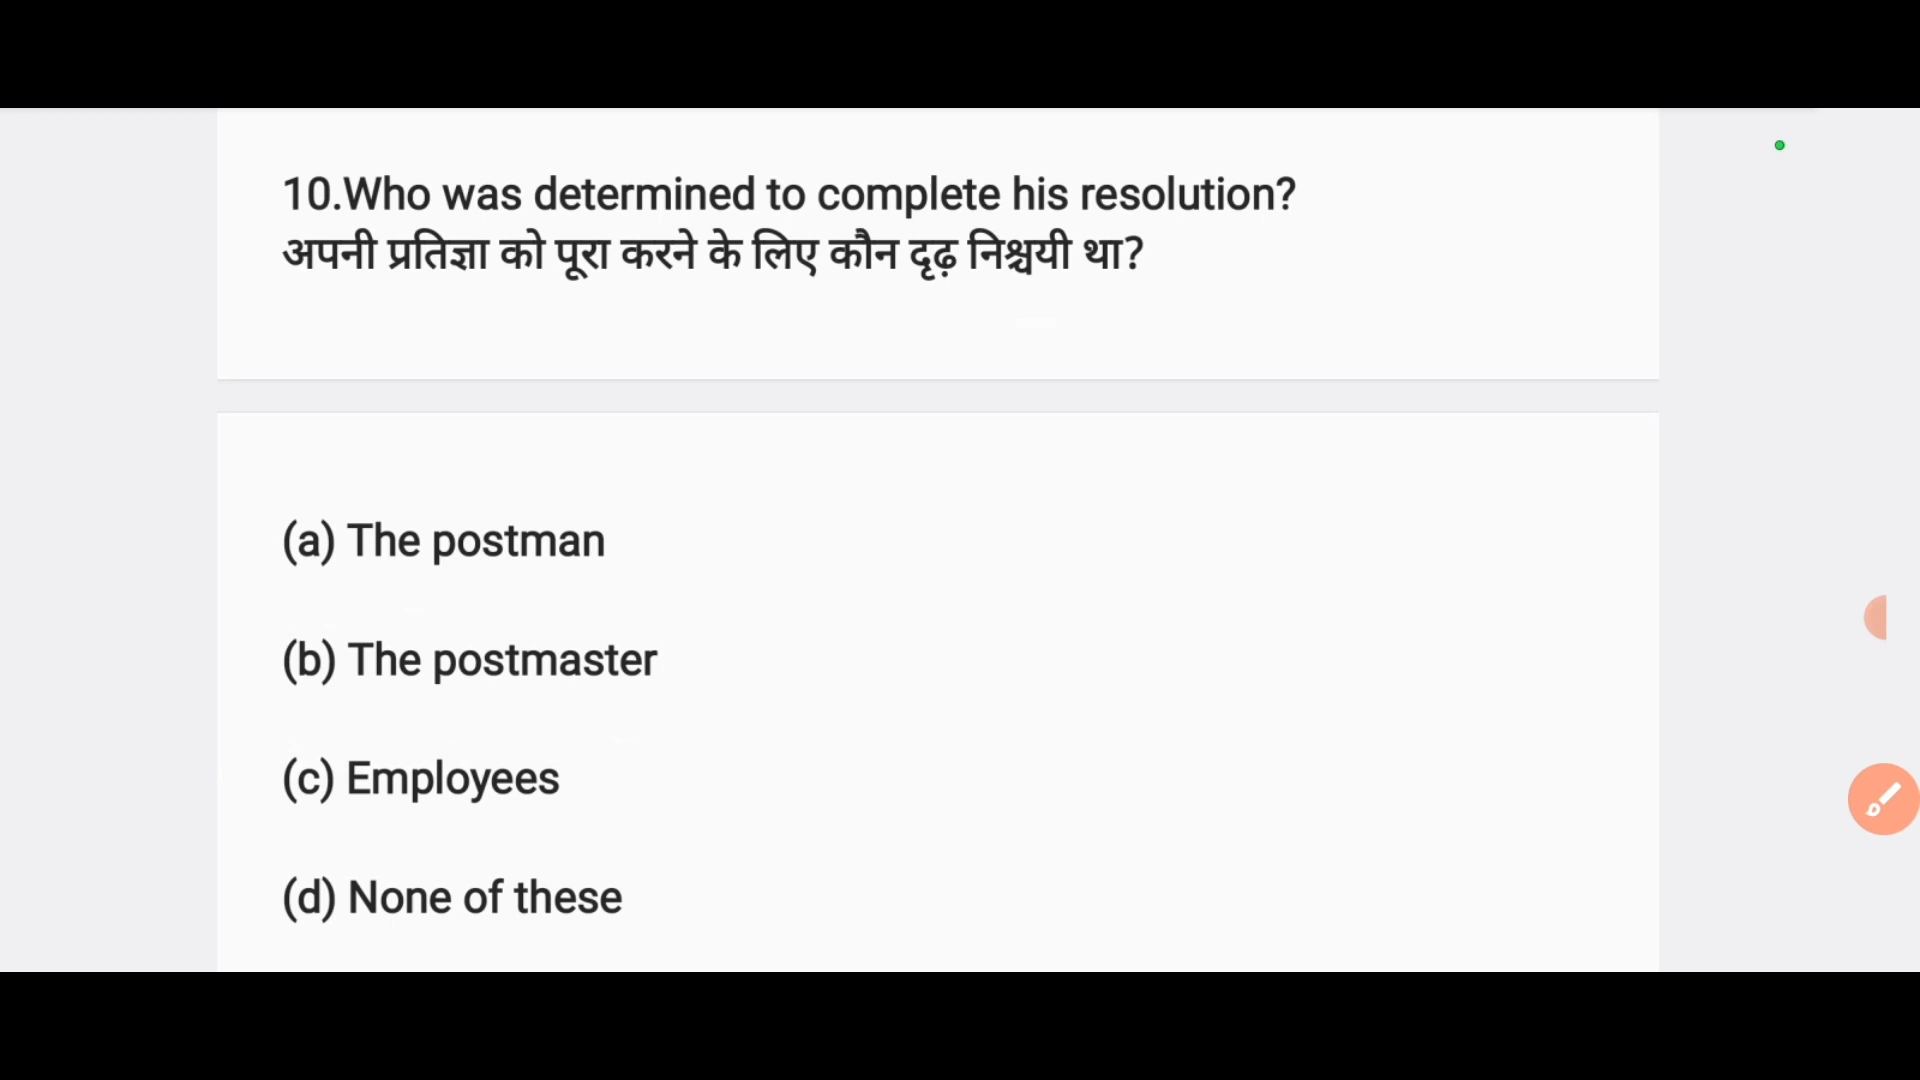 10.Who was determined to complete his resolution?
अपनी प्रतिज्ञा को पूरा करने के लिए कौन दृढ़ निश्चयी था?
(a) The postman
(b) The postmaster
(c) Employees
(d) None of these